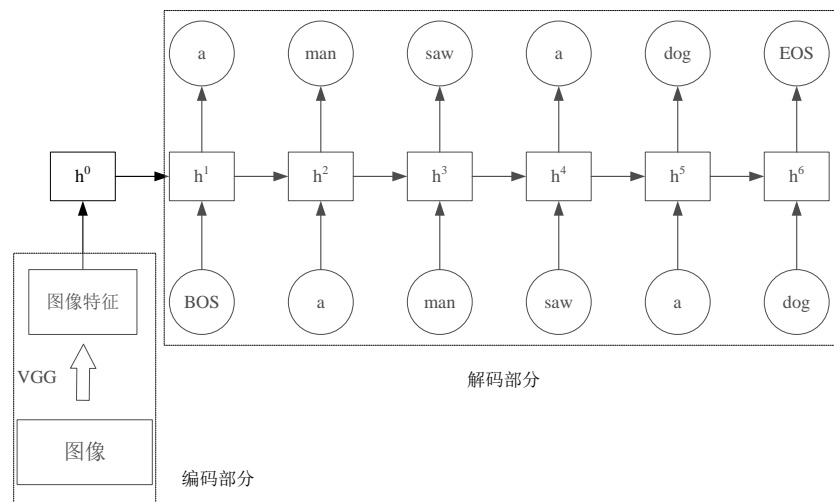 a man saw a dog EOS
h⁰ h¹ h² h³ h⁴ h⁵ h⁶
图像特征 BOS a man saw a dog
VGG
解码部分
图像
编码部分